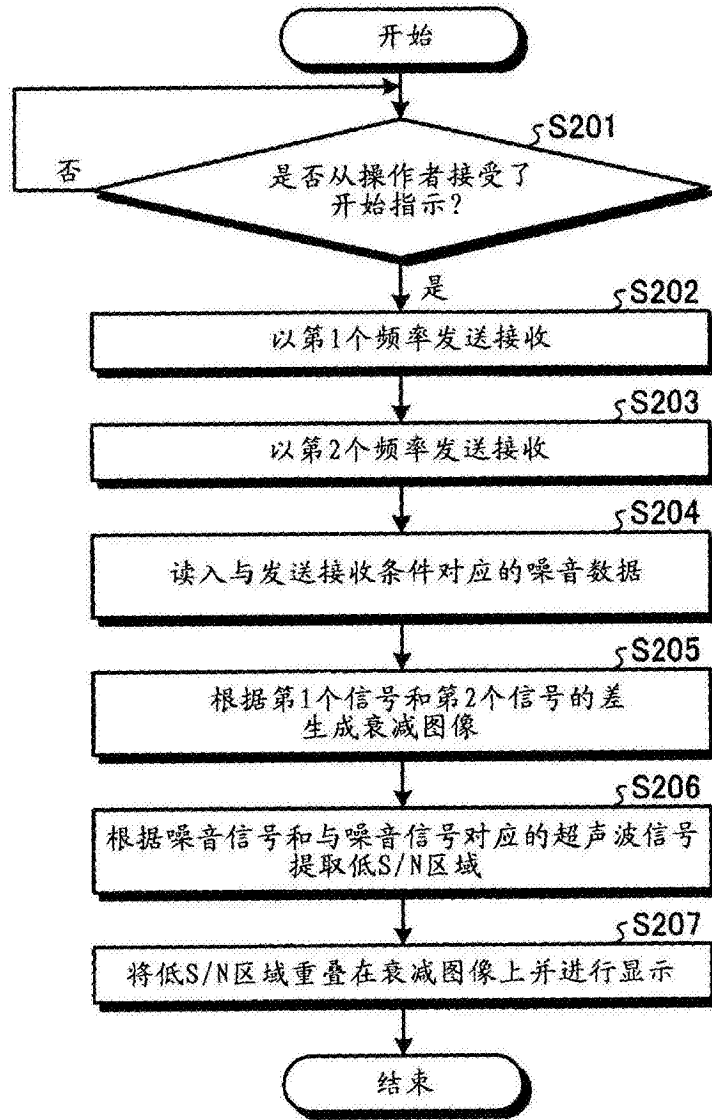 开始
S201
否
是否从操作者接受了
开始指示?
是
S202
以第1个频率发送接收
S203
以第2个频率发送接收
S204
读入与发送接收条件对应的噪音数据
S205
根据第1个信号和第2个信号的差
生成衰减图像
S206
根据噪音信号和与噪音信号对应的超声波信号
提取低S/N区域
S207
将低S/N区域重叠在衰减图像上并进行显示
结束